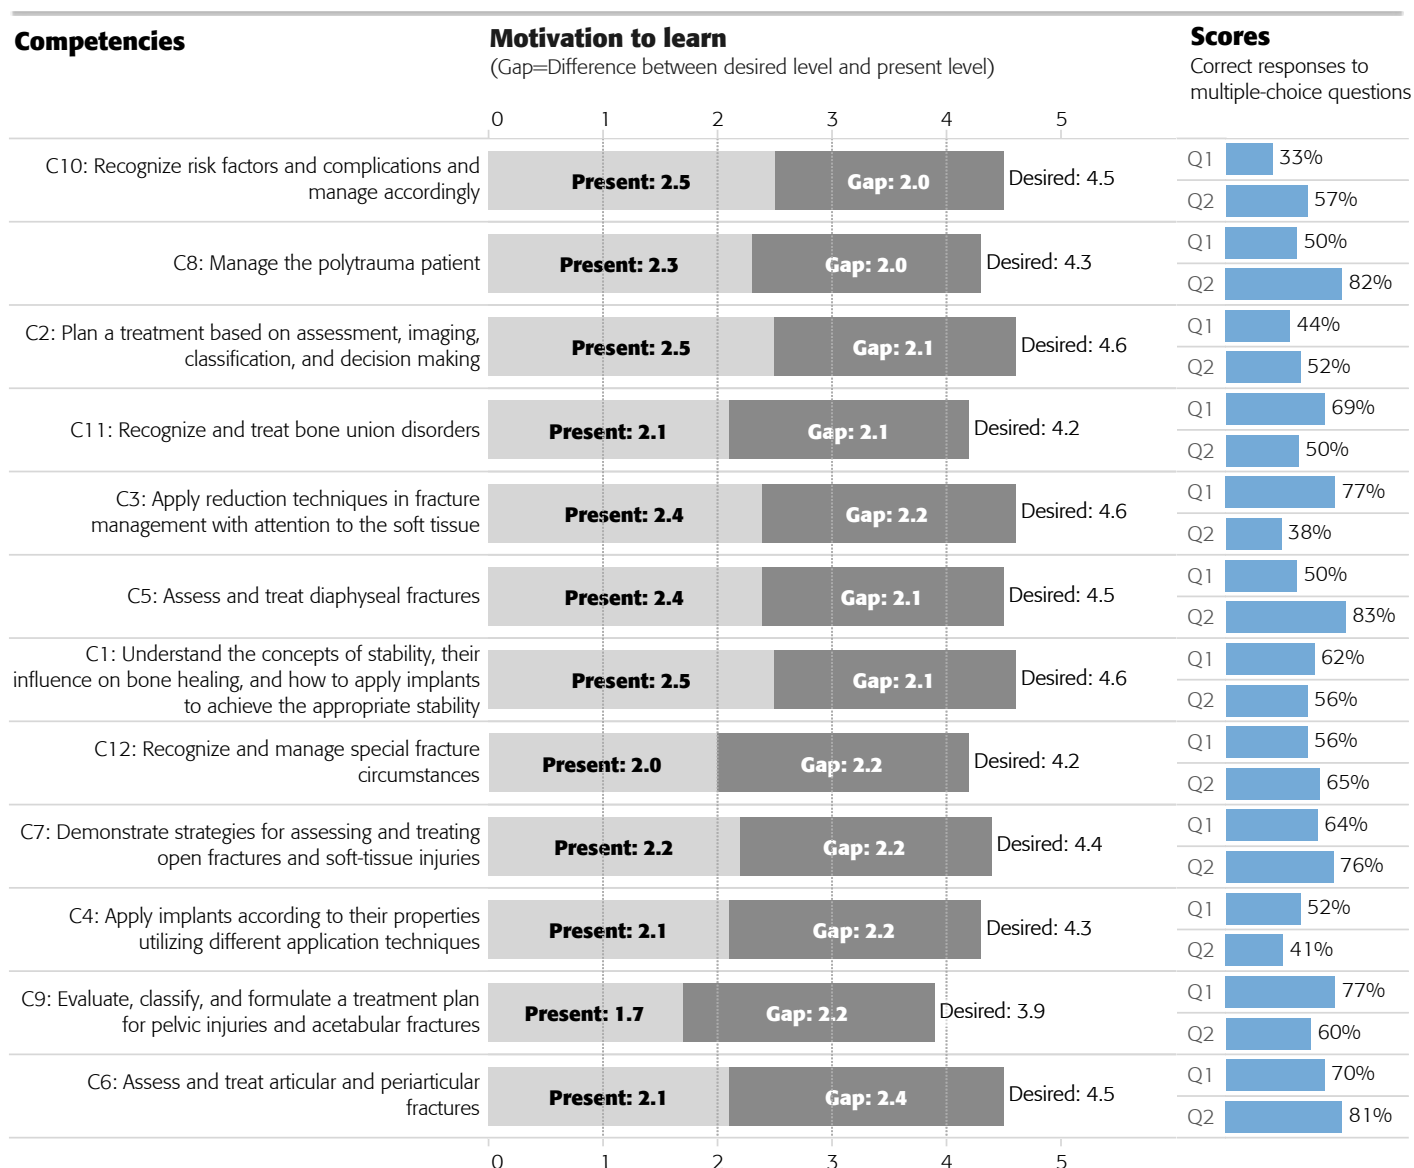 Competencies
Motivation to learn
(Gap=Difference between desired level and present level)
Scores
Correct responses to
multiple-choice questions
0 1 2 3 4 5
C10: Recognize risk factors and complications and
manage accordingly
Present: 2.5 Gap: 2.0 Desired: 4.5
Q1 33%
Q2 57%
C8: Manage the polytrauma patient
Present: 2.3 Gap: 2.0 Desired: 4.3
Q1 50%
Q2 82%
C2: Plan a treatment based on assessment, imaging,
classification, and decision making
Present: 2.5 Gap: 2.1 Desired: 4.6
Q1 44%
Q2 52%
C11: Recognize and treat bone union disorders
Present: 2.1 Gap: 2.1 Desired: 4.2
Q1 69%
Q2 50%
C3: Apply reduction techniques in fracture
management with attention to the soft tissue
Present: 2.4 Gap: 2.2 Desired: 4.6
Q1 77%
Q2 38%
C5: Assess and treat diaphyseal fractures
Present: 2.4 Gap: 2.1 Desired: 4.5
Q1 50%
Q2 83%
C1: Understand the concepts of stability, their
influence on bone healing, and how to apply implants
to achieve the appropriate stability
Present: 2.5 Gap: 2.1 Desired: 4.6
Q1 62%
Q2 56%
C12: Recognize and manage special fracture
circumstances
Present: 2.0 Gap: 2.2 Desired: 4.2
Q1 56%
Q2 65%
C7: Demonstrate strategies for assessing and treating
open fractures and soft-tissue injuries
Present: 2.2 Gap: 2.2 Desired: 4.4
Q1 64%
Q2 76%
C4: Apply implants according to their properties
utilizing different application techniques
Present: 2.1 Gap: 2.2 Desired: 4.3
Q1 52%
Q2 41%
C9: Evaluate, classify, and formulate a treatment plan
for pelvic injuries and acetabular fractures
Present: 1.7 Gap: 2.2 Desired: 3.9
Q1 77%
Q2 60%
C6: Assess and treat articular and periarticular
fractures
Present: 2.1 Gap: 2.4 Desired: 4.5
Q1 70%
Q2 81%
0 1 2 3 4 5